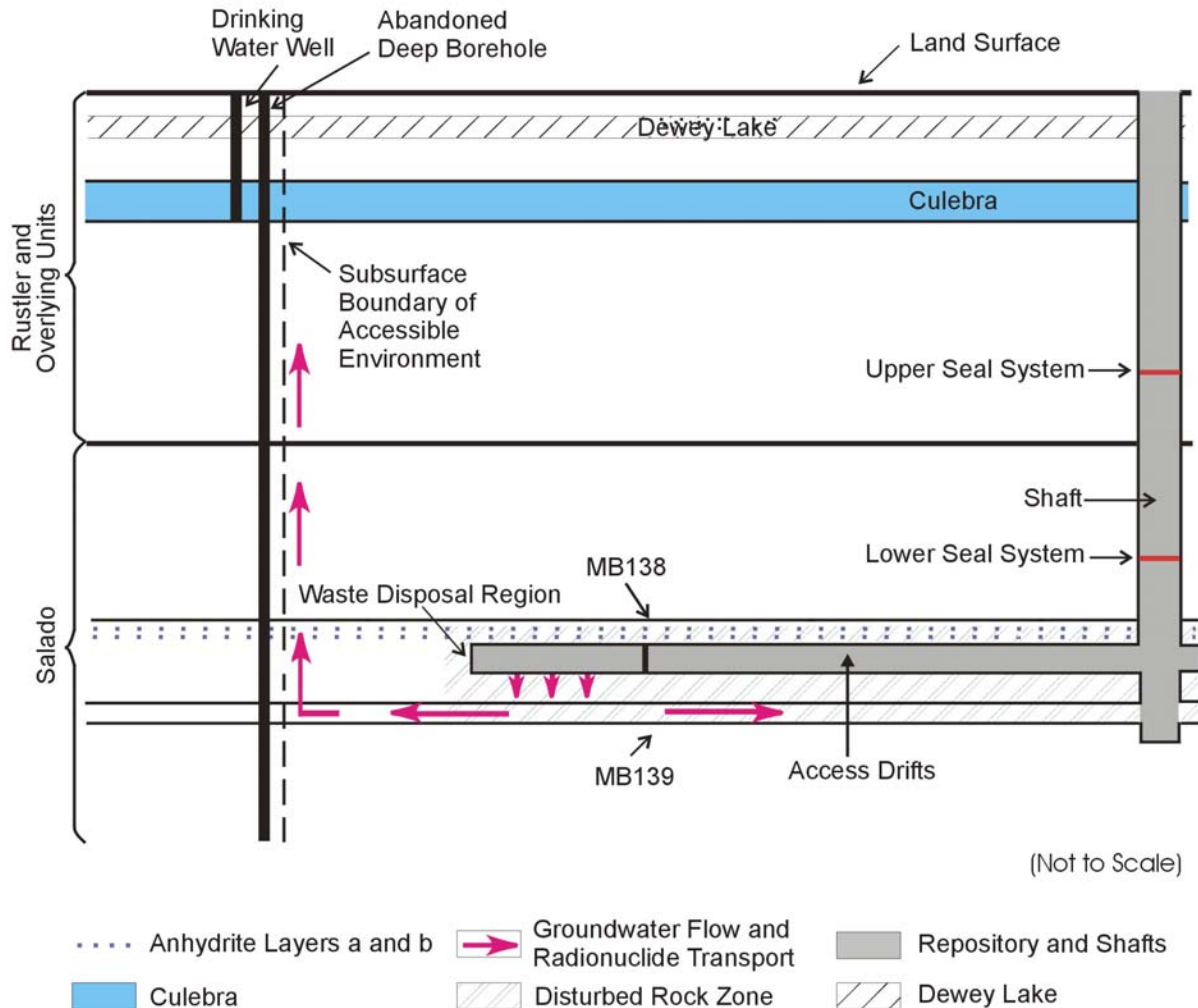 Drinking
Water Well
Abandoned
Deep Borehole
Land Surface
Dewey Lake
Culebra
Rustler and
Overlying Units
Subsurface
Boundary of
Accessible
Environment
Upper Seal System
Shaft
Lower Seal System
MB138
Waste Disposal Region
Salado
MB139
Access Drifts
(Not to Scale)
Anhydrite Layers a and b
Groundwater Flow and
Radionuclide Transport
Repository and Shafts
Culebra
Disturbed Rock Zone
Dewey Lake